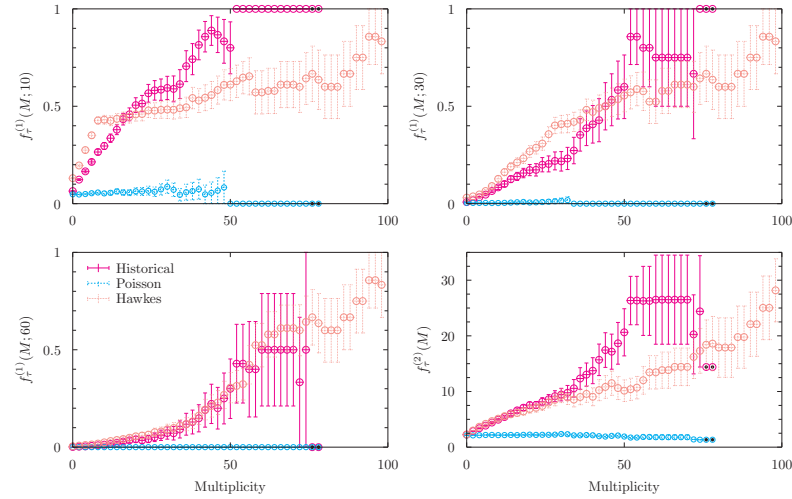 1
0.5
0
0 50 100
f_τ̄^(1)(M; 10)
1
0.5
0
0 50 100
f_τ̄^(1)(M; 30)
1
0.5
0
0 50 100
f_τ̄^(1)(M; 60)
Historical
Poisson
Hawkes
Multiplicity
30
20
10
0
0 50 100
f_τ̄^(2)(M)
Multiplicity